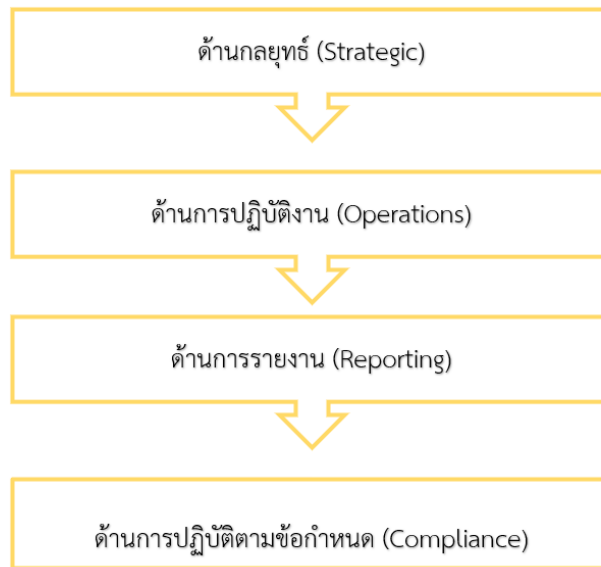 ด้านกลยุทธ์ (Strategic)
ด้านการปฏิบัติงาน (Operations)
ด้านการรายงาน (Reporting)
ด้านการปฏิบัติตามข้อกำหนด (Compliance)